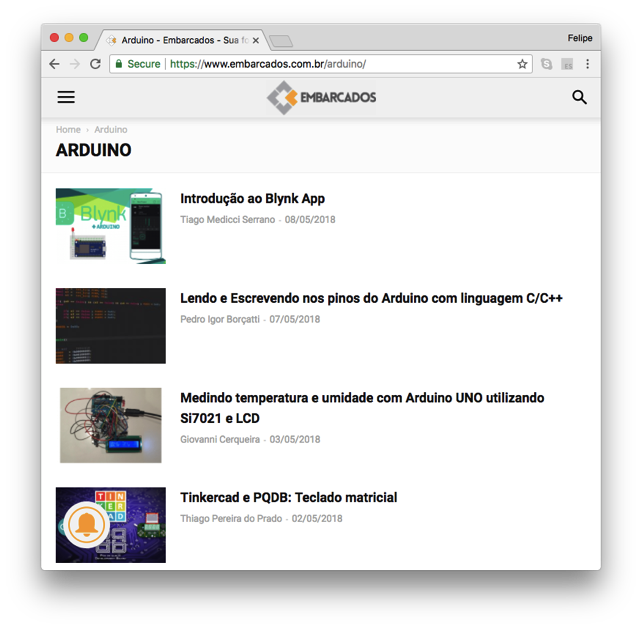 Arduino - Embarcados - Sua fo
Felipe
Secure
https://www.embarcados.com.br/arduino/
EMBARCADOS
Home › Arduino
ARDUINO
Blynk
+ ARDUINO
B
Introdução ao Blynk App
Tiago Medicci Serrano - 08/05/2018
Lendo e Escrevendo nos pinos do Arduino com linguagem C/C++
Pedro Igor Borçatti - 07/05/2018
Medindo temperatura e umidade com Arduino UNO utilizando
Si7021 e LCD
Giovanni Cerqueira - 03/05/2018
TIN
Tinkercad e PQDB: Teclado matricial
Thiago Pereira do Prado - 02/05/2018